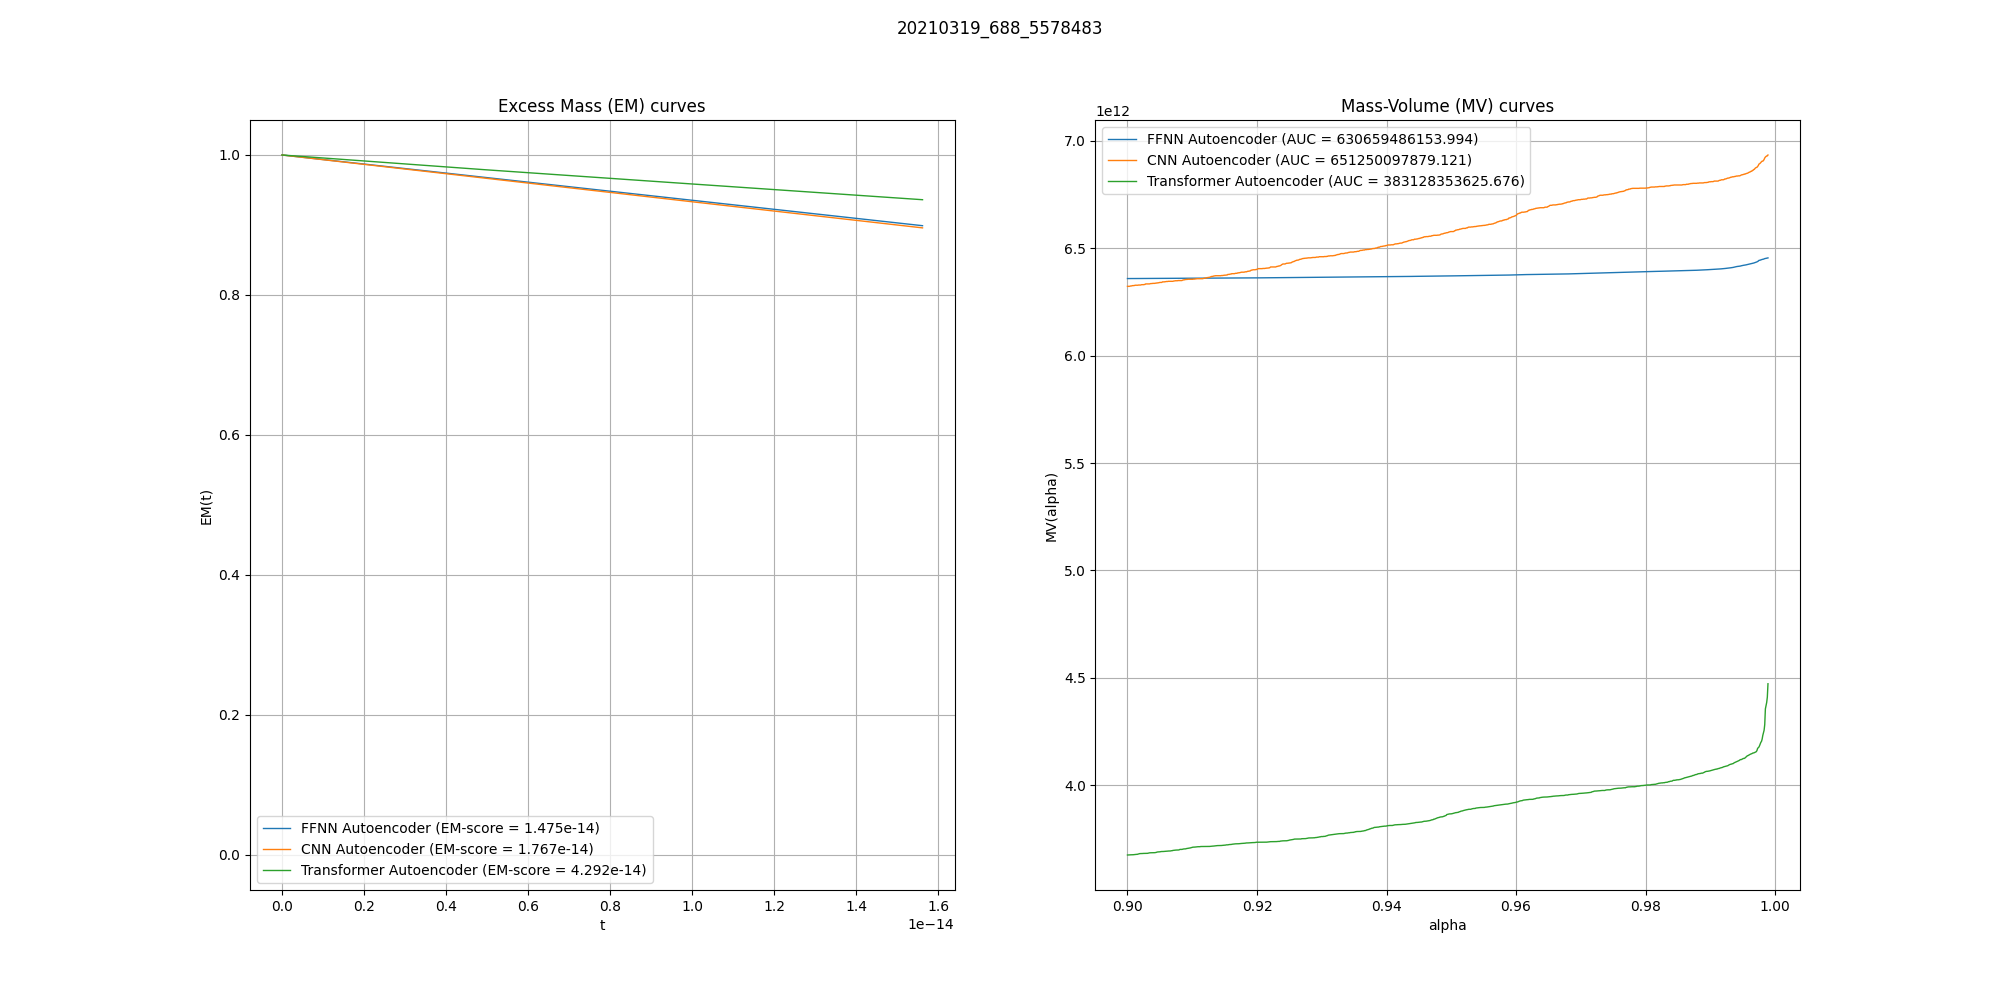 20210319_688_5578483
Excess Mass (EM) curves
EM(t)
1.0
0.8
0.6
0.4
0.2
0.0
FFNN Autoencoder (EM-score = 1.475e-14)
CNN Autoencoder (EM-score = 1.767e-14)
Transformer Autoencoder (EM-score = 4.292e-14)
0.0 0.2 0.4 0.6 0.8 1.0 1.2 1.4 1.6
1e−14
t
Mass-Volume (MV) curves
1e12
MV(alpha)
7.0
6.5
6.0
5.5
5.0
4.5
4.0
FFNN Autoencoder (AUC = 630659486153.994)
CNN Autoencoder (AUC = 651250097879.121)
Transformer Autoencoder (AUC = 383128353625.676)
0.90 0.92 0.94 0.96 0.98 1.00
alpha